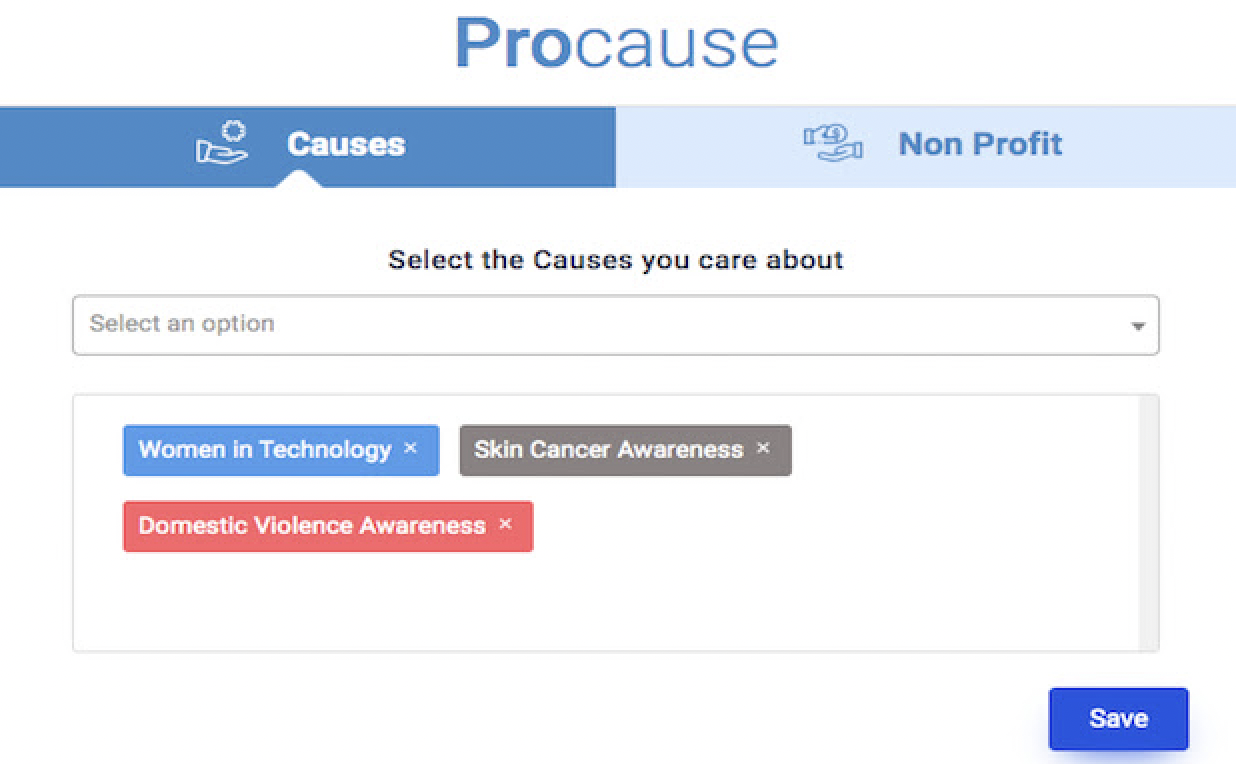 Procause
Causes
Non Profit
Select the Causes you care about
Select an option
Women in Technology ×
Skin Cancer Awareness ×
Domestic Violence Awareness ×
Save